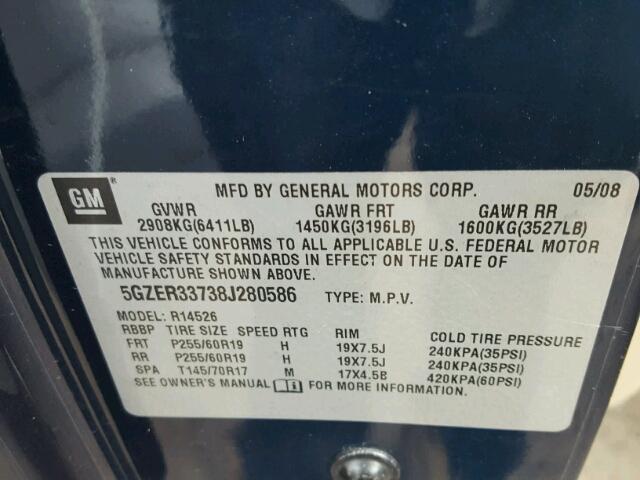 GM®
MFD BY GENERAL MOTORS CORP. 05/08
GVWR GAWR FRT GAWR RR
2908KG(6411LB) 1450KG(3196LB) 1600KG(3527LB)
THIS VEHICLE CONFORMS TO ALL APPLICABLE U.S. FEDERAL MOTOR
VEHICLE SAFETY STANDARDS IN EFFECT ON THE DATE OF
MANUFACTURE SHOWN ABOVE.
5GZER33738J280586 TYPE: M.P.V.
MODEL: R14526
RBBP TIRE SIZE SPEED RTG RIM COLD TIRE PRESSURE
FRT P255/60R19 H 19X7.5J 240KPA(35PSI)
RR P255/60R19 H 19X7.5J 240KPA(35PSI)
SPA T145/70R17 M 17X4.5B 420KPA(60PSI)
SEE OWNER'S MANUAL FOR MORE INFORMATION.